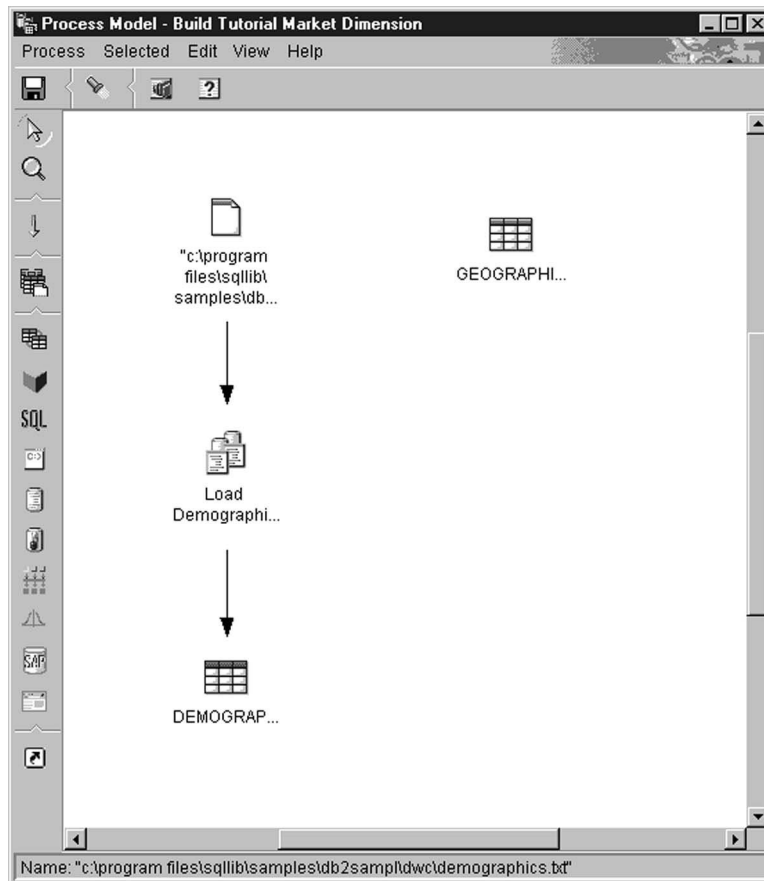 Process Model - Build Tutorial Market Dimension
Process Selected Edit View Help
"c:\program
files\sqllib\
samples\db...
GEOGRAPHI...
Load
Demographi...
DEMOGRAP...
SQL
SAP
Name: "c:\program files\sqllib\samples\db2sampl\dwc\demographics.txt"